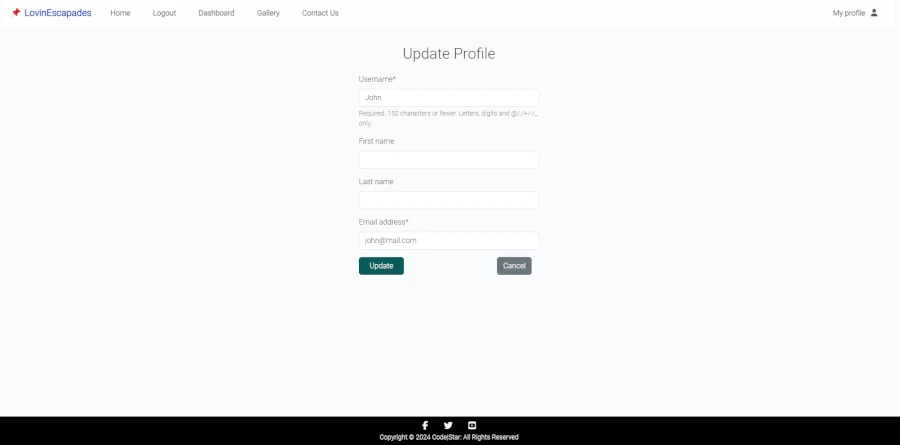 LovinEscapades Home Logout Dashboard Gallery Contact Us My profile
Update Profile
Username*
John
Required. 150 characters or fewer. Letters, digits and @/./+/-/_
only.
First name
Last name
Email address*
john@mail.com
Update Cancel
Copyright © 2024 Code|Star: All Rights Reserved